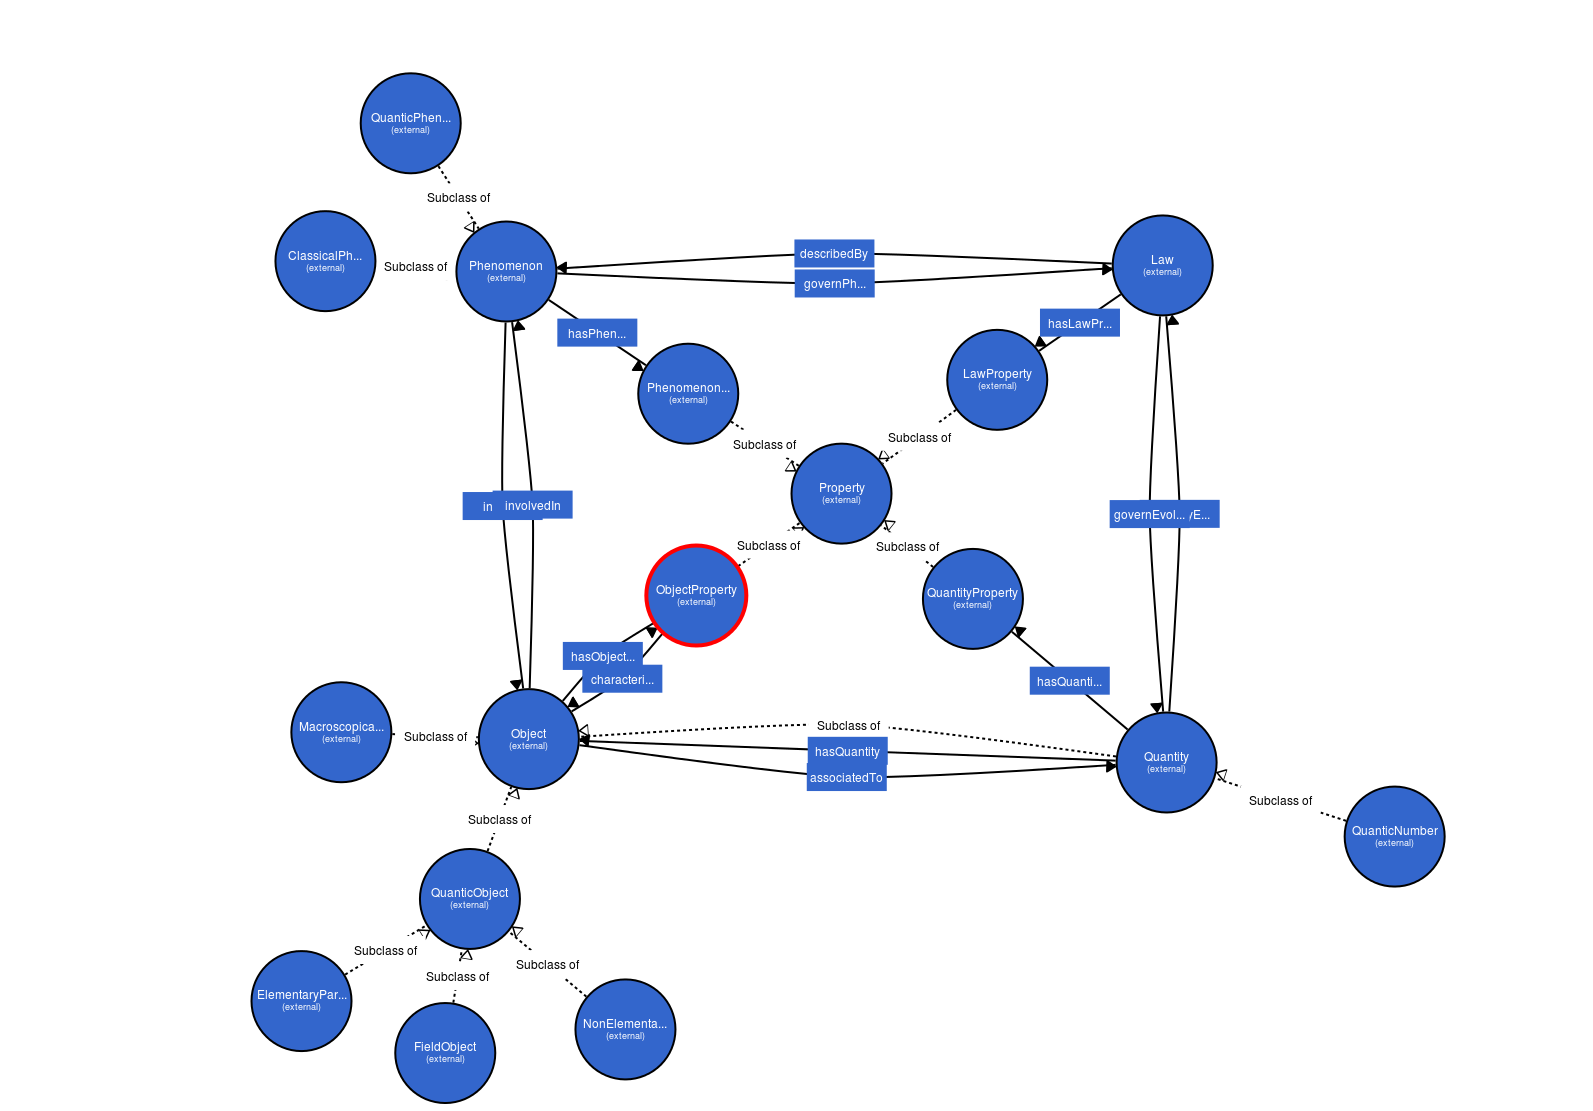 QuanticPhen...
(external)
Subclass of
ClassicalPh...
(external)
Subclass of
Phenomenon
(external)
describedBy
governPh...
Law
(external)
hasPhen...
hasLawPr...
Phenomenon...
(external)
LawProperty
(external)
Subclass of
Subclass of
Property
(external)
in
involvedIn
governEvol...
/E...
Subclass of
Subclass of
ObjectProperty
(external)
QuantityProperty
(external)
hasObject...
characteri...
hasQuanti...
Macroscopica...
(external)
Subclass of
Object
(external)
Subclass of
hasQuantity
associatedTo
Quantity
(external)
Subclass of
QuanticNumber
(external)
Subclass of
QuanticObject
(external)
Subclass of
Subclass of
Subclass of
ElementaryPar...
(external)
FieldObject
(external)
NonElementa...
(external)